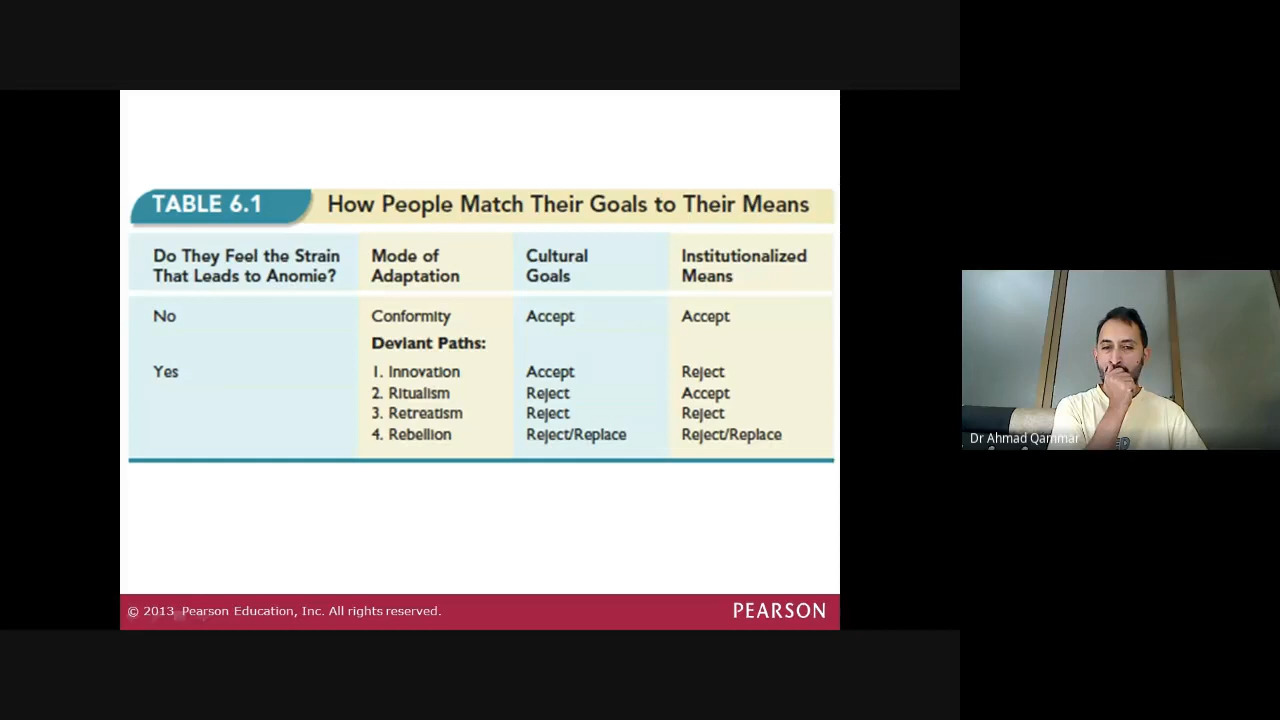 TABLE 6.1 How People Match Their Goals to Their Means
Do They Feel the Strain That Leads to Anomie?
Mode of Adaptation
Cultural Goals
Institutionalized Means
No Conformity Accept Accept
Deviant Paths:
Yes 1. Innovation Accept Reject
2. Ritualism Reject Accept
3. Retreatism Reject Reject
4. Rebellion Reject/Replace Reject/Replace
© 2013 Pearson Education, Inc. All rights reserved. PEARSON
Dr Ahmad Qammar